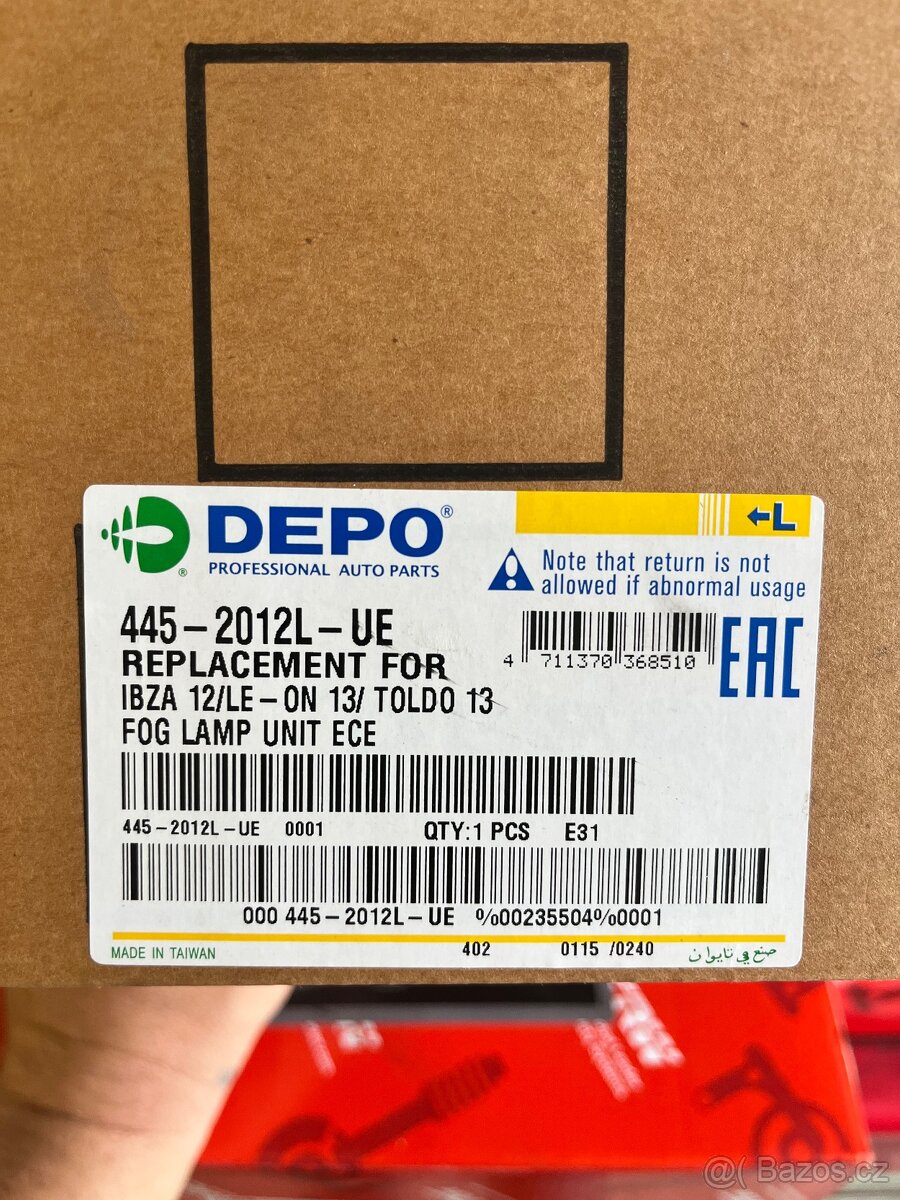 DEPO®
PROFESSIONAL AUTO PARTS
®
←L
Note that return is not
allowed if abnormal usage
445-2012L-UE
REPLACEMENT FOR
IBZA 12/LE-ON 13/ TOLDO 13
FOG LAMP UNIT ECE
4 711370 368510
EAC
445-2012L-UE 0001 QTY:1 PCS E31
000 445-2012L-UE %00235504%0001
MADE IN TAIWAN 402 0115 /0240 صنع في تايوان
@( Bazos.cz